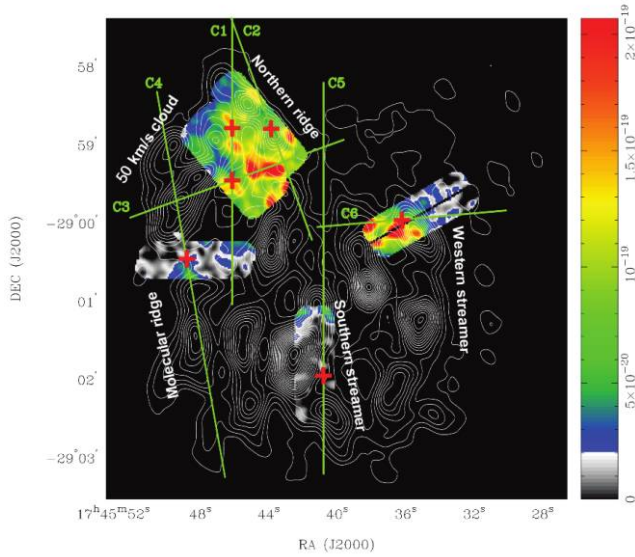 C1
C2
C4
C5
Northern ridge
50 km/s cloud
C3
C6
Molecular ridge
Southern streamer
Western streamer
58'
59'
-29°00'
01'
02'
-29°03'
DEC (J2000)
17ʰ45ᵐ52ˢ
48ˢ
44ˢ
40ˢ
36ˢ
32ˢ
28ˢ
RA (J2000)
0
5×10⁻²⁰
10⁻¹⁹
1.5×10⁻¹⁹
2×10⁻¹⁹